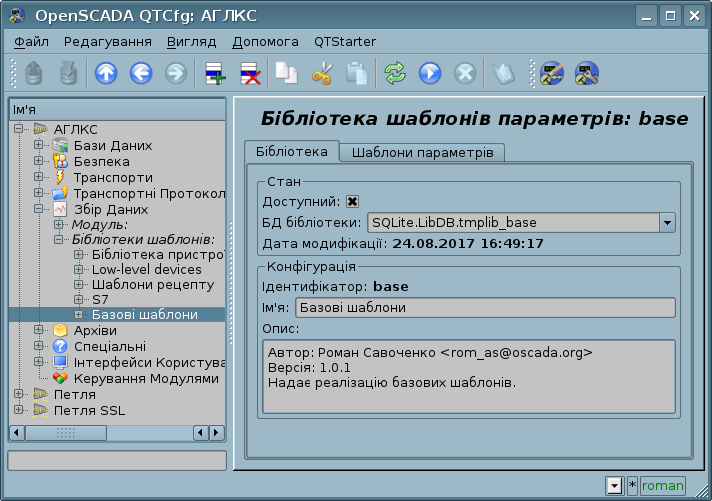 OpenSCADA QTCfg: АГЛКС
Файл Редагування Вигляд Допомога QTStarter
Ім'я
АГЛКС
Бази Даних
Безпека
Транспорти
Транспортні Протокол
Збір Даних
Модуль:
Бібліотеки шаблонів:
Бібліотека пристро
Low-level devices
Шаблони рецепту
S7
Базові шаблони
Архіви
Спеціальні
Інтерфейси Користува
Керування Модулями
Петля
Петля SSL
Бібліотека шаблонів параметрів: base
Бібліотека Шаблони параметрів
Стан
Доступний:
БД бібліотеки: SQLite.LibDB.tmplib_base
Дата модифікації: 24.08.2017 16:49:17
Конфігурація
Ідентифікатор: base
Ім'я: Базові шаблони
Опис:
Автор: Роман Савоченко <rom_as@oscada.org>
Версія: 1.0.1
Надає реалізацію базових шаблонів.
* roman